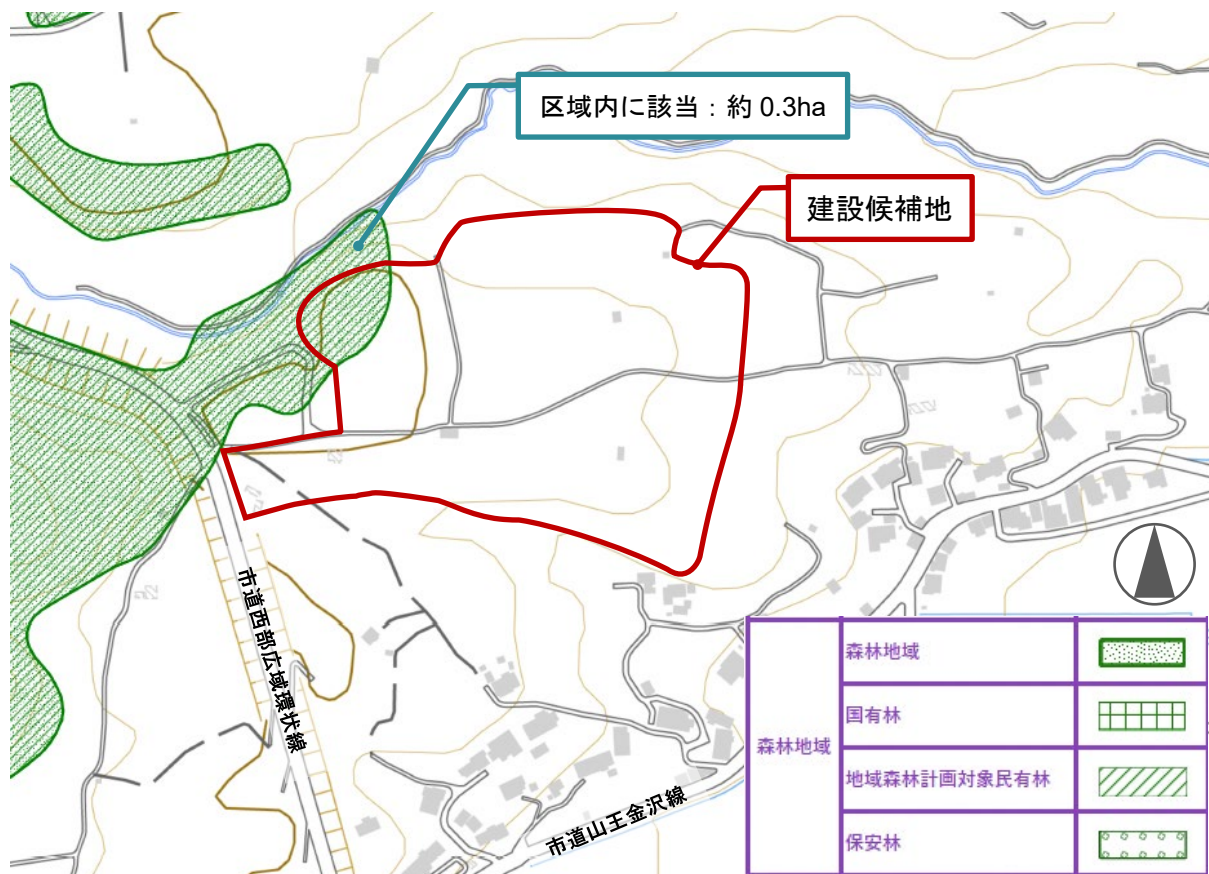 区域内に該当：約 0.3ha
建設候補地
市道西部広域環状線
市道山王金沢線
森林地域
森林地域
国有林
地域森林計画対象民有林
保安林